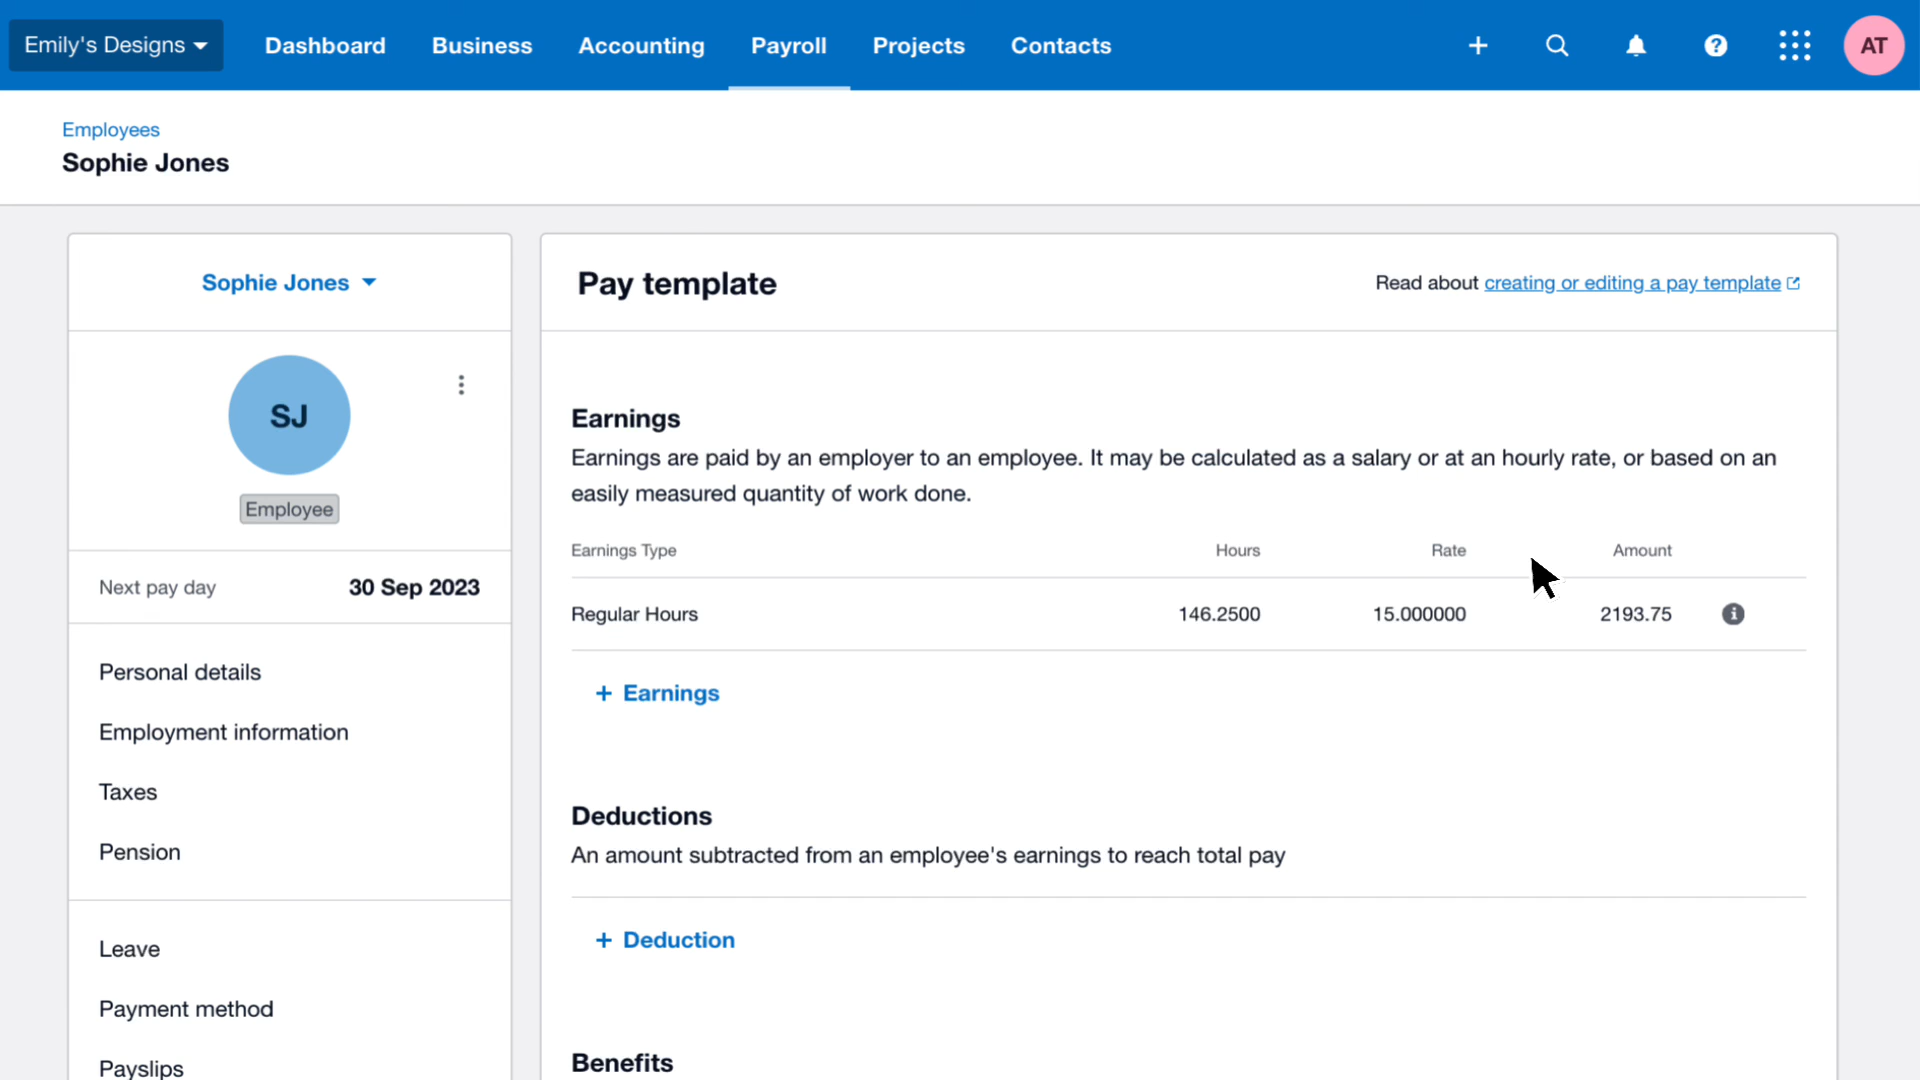 Emily's Designs
Dashboard
Business
Accounting
Payroll
Projects
Contacts
AT
Employees
Sophie Jones
Sophie Jones
SJ
Employee
Next pay day 30 Sep 2023
Personal details
Employment information
Taxes
Pension
Leave
Payment method
Payslips
Pay template
Read about creating or editing a pay template
Earnings
Earnings are paid by an employer to an employee. It may be calculated as a salary or at an hourly rate, or based on an
easily measured quantity of work done.
Earnings Type Hours Rate Amount
Regular Hours 146.2500 15.000000 2193.75
+ Earnings
Deductions
An amount subtracted from an employee's earnings to reach total pay
+ Deduction
Benefits